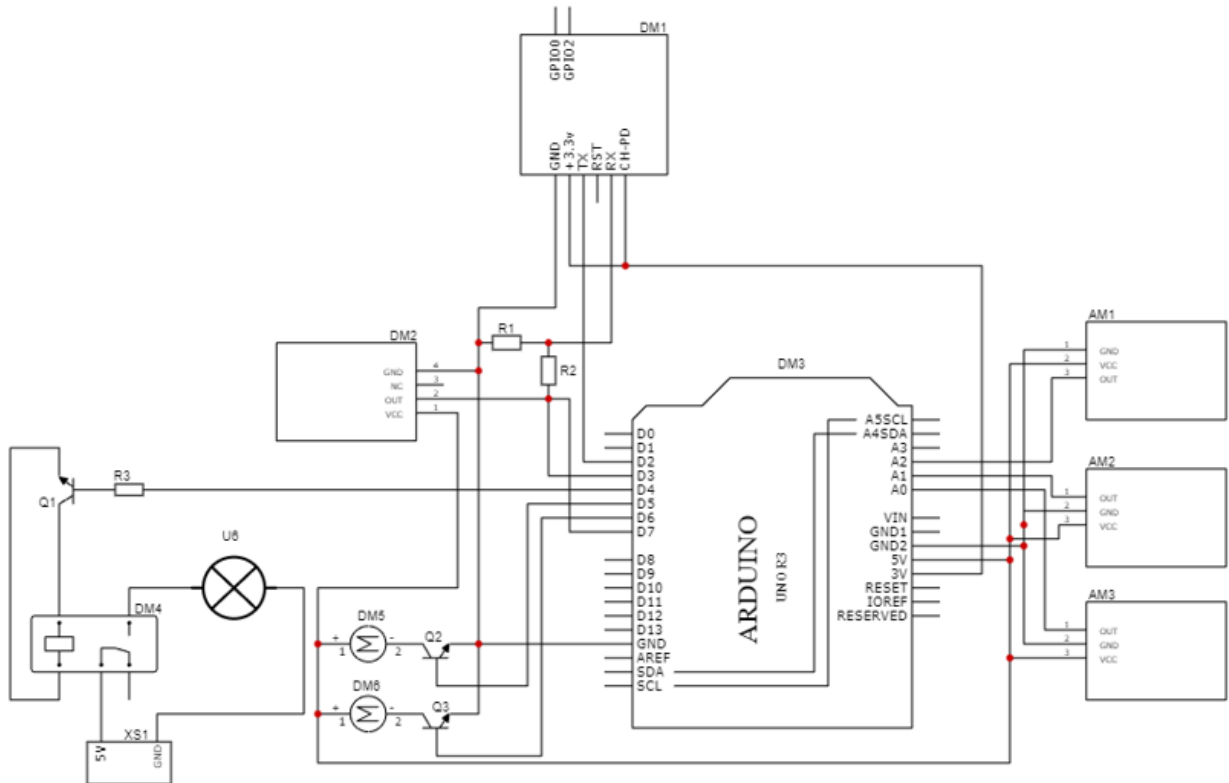 DM1
GPIO0
GPIO2
GND
+3.3v
TX
RST
RX
CH-PD
DM2
GND 4
NC 3
OUT 2
VCC 1
R1
R2
R3
Q1
U6
DM4
XS1
5V
GND
DM5
+ 1 M - 2
Q2
DM6
+ 1 M - 2
Q3
DM3
ARDUINO
UNO R3
D0
D1
D2
D3
D4
D5
D6
D7
D8
D9
D10
D11
D12
D13
GND
AREF
SDA
SCL
A5SCL
A4SDA
A3
A2
A1
A0
VIN
GND1
GND2
5V
3V
RESET
IOREF
RESERVED
AM1
1 GND
2 VCC
3 OUT
AM2
1 OUT
2 GND
3 VCC
AM3
1 OUT
2 GND
3 VCC